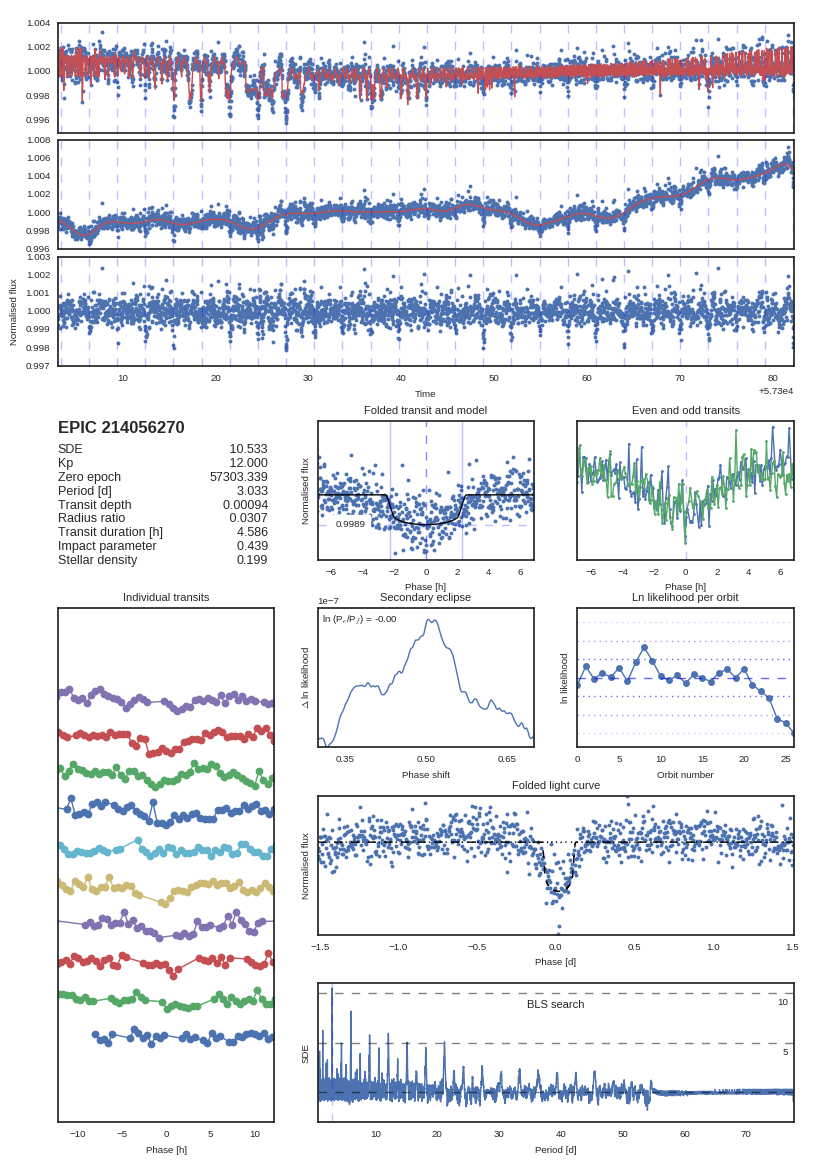 1.004
1.002
1.000
0.998
0.996
1.008
1.006
1.004
1.002
1.000
0.998
0.996
1.003
1.002
1.001
1.000
0.999
0.998
0.997
Normalised flux
10 20 30 40 50 60 70 80
Time
+5.73e4
EPIC 214056270
SDE 10.533
Kp 12.000
Zero epoch 57303.339
Period [d] 3.033
Transit depth 0.00094
Radius ratio 0.0307
Transit duration [h] 4.586
Impact parameter 0.439
Stellar density 0.199
Folded transit and model
Normalised flux
0.9989
−6 −4 −2 0 2 4 6
Phase [h]
Even and odd transits
−6 −4 −2 0 2 4 6
Phase [h]
Individual transits
−10 −5 0 5 10
Phase [h]
Secondary eclipse
1e−7
ln (Pₑ/P𝒻) = -0.00
Δ ln likelihood
0.35 0.50 0.65
Phase shift
Ln likelihood per orbit
ln likelihood
0 5 10 15 20 25
Orbit number
Folded light curve
Normalised flux
−1.5 −1.0 −0.5 0.0 0.5 1.0 1.5
Phase [d]
BLS search
10
5
SDE
10 20 30 40 50 60 70
Period [d]